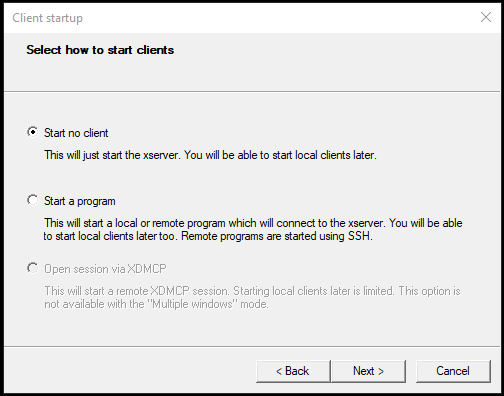 Client startup
Select how to start clients
Start no client
This will just start the xserver. You will be able to start local clients later.
Start a program
This will start a local or remote program which will connect to the xserver. You will be able
to start local clients later too. Remote programs are started using SSH.
Open session via XDMCP
This will start a remote XDMCP session. Starting local clients later is limited. This option is
not available with the "Multiple windows" mode.
< Back Next > Cancel